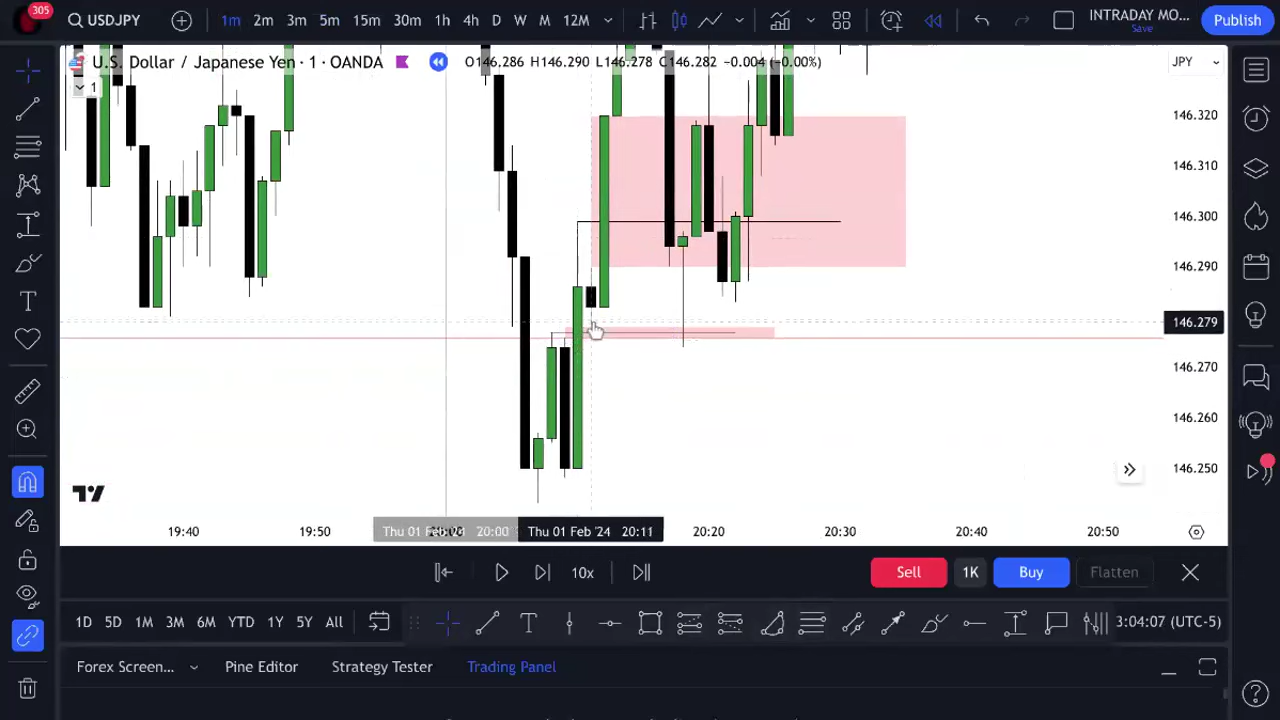 305
USDJPY
1m 2m 3m 5m 15m 30m 1h 4h D W M 12M
INTRADAY MO...
Save
Publish
U.S. Dollar / Japanese Yen · 1 · OANDA
O146.286 H146.290 L146.278 C146.282 −0.004 (−0.00%)
JPY
1
146.320
146.310
146.300
146.290
146.279
146.270
146.260
146.250
19:40 19:50 Thu 01 Feb 20:00 Thu 01 Feb '24 20:11 20:20 20:30 20:40 20:50
10x
Sell
1K
Buy
Flatten
1D 5D 1M 3M 6M YTD 1Y 5Y All
3:04:07 (UTC-5)
Forex Screen...
Pine Editor
Strategy Tester
Trading Panel